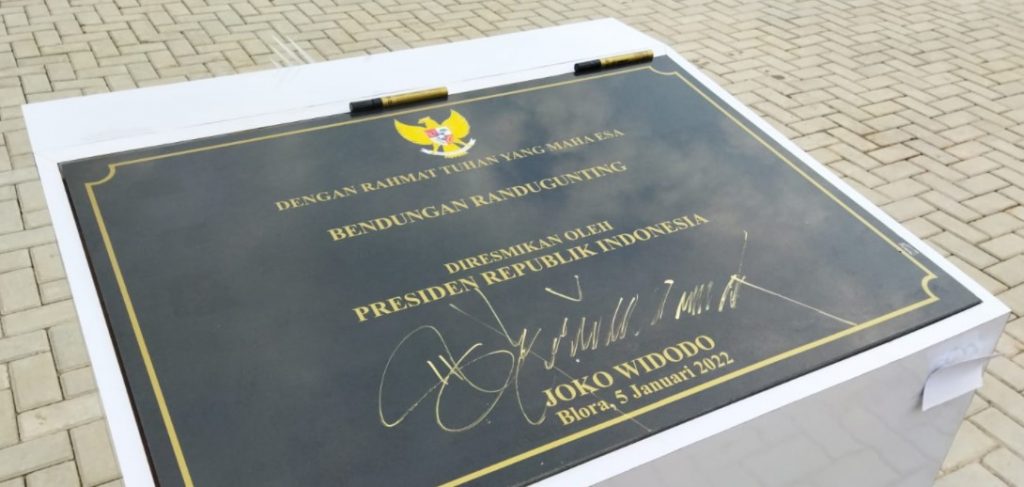 DENGAN RAHMAT TUHAN YANG MAHA ESA
BENDUNGAN RANDUGUNTING
DIRESMIKAN OLEH
PRESIDEN REPUBLIK INDONESIA
JOKO WIDODO
Blora, 5 Januari 2022